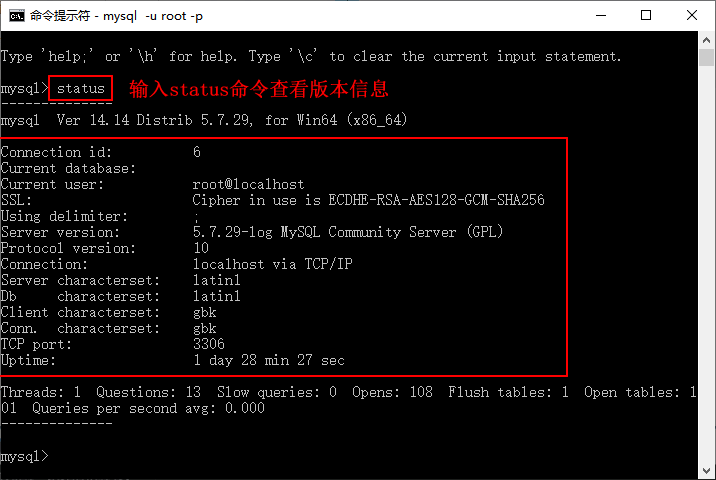 命令提示符 - mysql  -u root -p
Type 'help;' or '\h' for help. Type '\c' to clear the current input statement.
mysql> status 输入status命令查看版本信息
--------------
mysql  Ver 14.14 Distrib 5.7.29, for Win64 (x86_64)
Connection id:          6
Current database:
Current user:           root@localhost
SSL:                    Cipher in use is ECDHE-RSA-AES128-GCM-SHA256
Using delimiter:        ;
Server version:         5.7.29-log MySQL Community Server (GPL)
Protocol version:       10
Connection:             localhost via TCP/IP
Server characterset:    latin1
Db     characterset:    latin1
Client characterset:    gbk
Conn.  characterset:    gbk
TCP port:               3306
Uptime:                 1 day 28 min 27 sec
Threads: 1  Questions: 13  Slow queries: 0  Opens: 108  Flush tables: 1  Open tables: 1
01  Queries per second avg: 0.000
--------------
mysql>